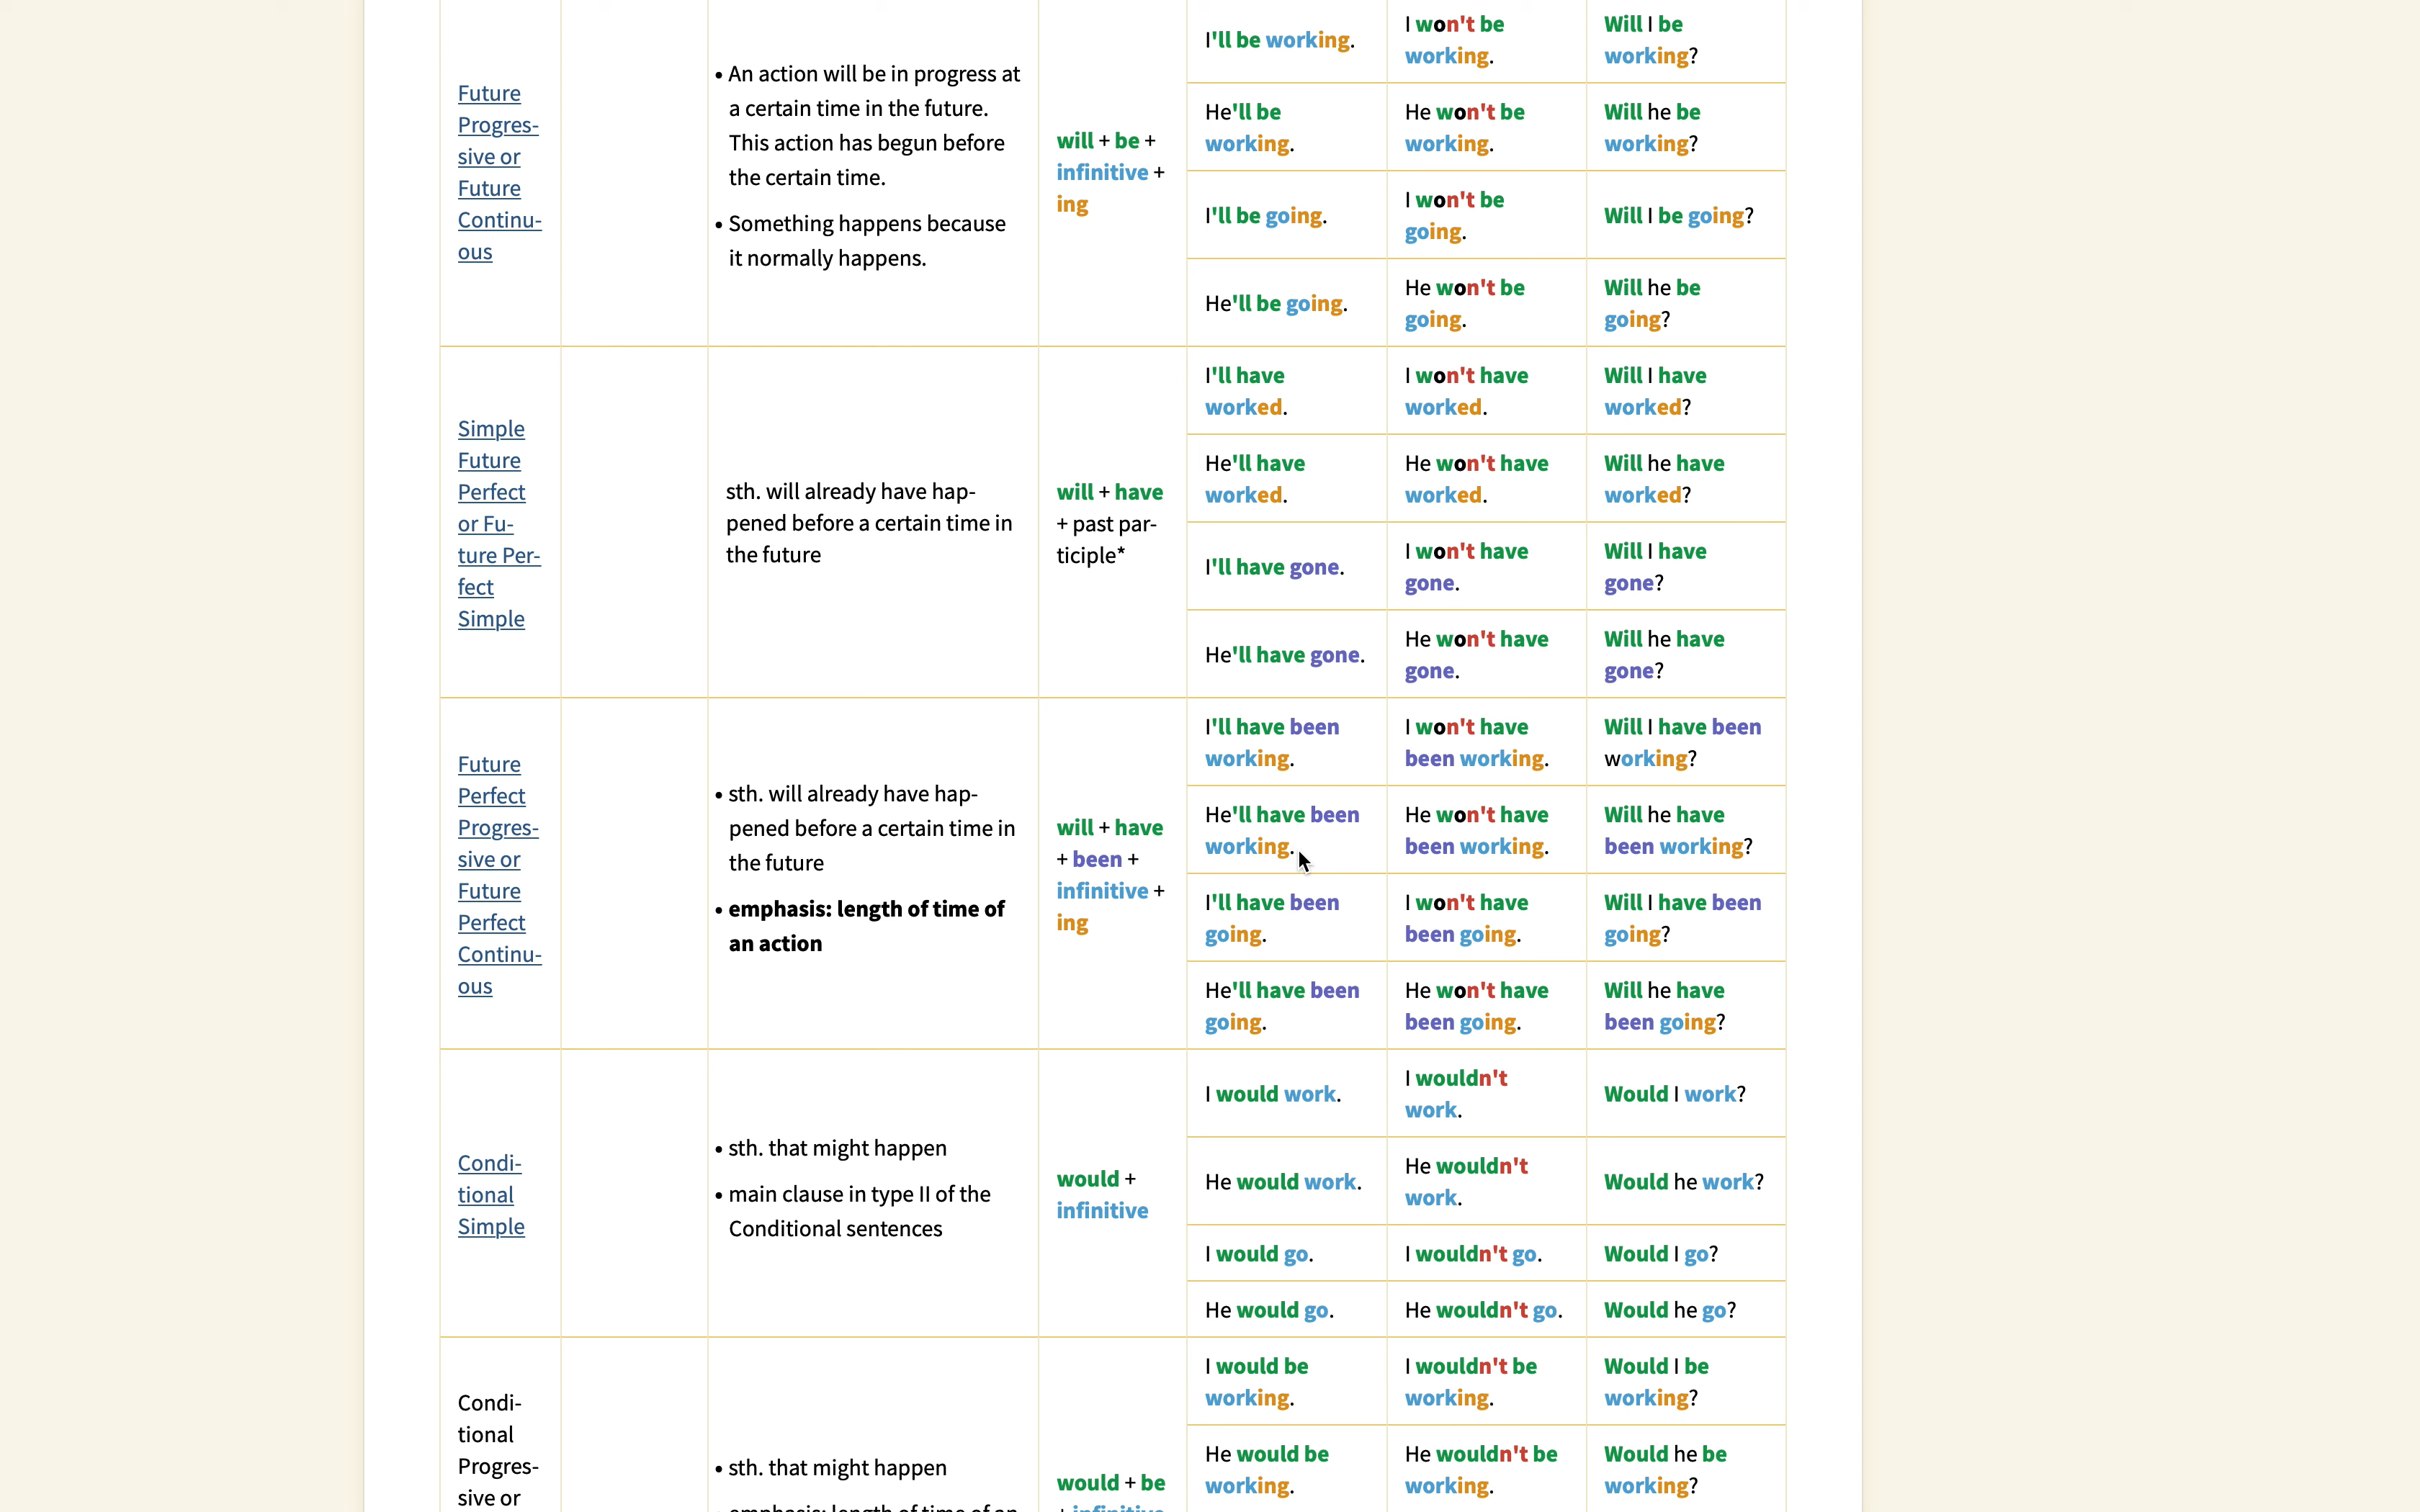 Future
Progres-
sive or
Future
Continu-
ous
• An action will be in progress at
a certain time in the future.
This action has begun before
the certain time.
• Something happens because
it normally happens.
will + be +
infinitive +
ing
I'll be working.
I won't be
working.
Will I be
working?
He'll be
working.
He won't be
working.
Will he be
working?
I'll be going.
I won't be
going.
Will I be going?
He'll be going.
He won't be
going.
Will he be
going?
Simple
Future
Perfect
or Fu-
ture Per-
fect
Simple
sth. will already have hap-
pened before a certain time in
the future
will + have
+ past par-
ticiple*
I'll have
worked.
I won't have
worked.
Will I have
worked?
He'll have
worked.
He won't have
worked.
Will he have
worked?
I'll have gone.
I won't have
gone.
Will I have
gone?
He'll have gone.
He won't have
gone.
Will he have
gone?
Future
Perfect
Progres-
sive or
Future
Perfect
Continu-
ous
• sth. will already have hap-
pened before a certain time in
the future
• emphasis: length of time of
an action
will + have
+ been +
infinitive +
ing
I'll have been
working.
I won't have
been working.
Will I have been
working?
He'll have been
working.
He won't have
been working.
Will he have
been working?
I'll have been
going.
I won't have
been going.
Will I have been
going?
He'll have been
going.
He won't have
been going.
Will he have
been going?
Condi-
tional
Simple
• sth. that might happen
• main clause in type II of the
Conditional sentences
would +
infinitive
I would work.
I wouldn't
work.
Would I work?
He would work.
He wouldn't
work.
Would he work?
I would go.
I wouldn't go.
Would I go?
He would go.
He wouldn't go.
Would he go?
Condi-
tional
Progres-
sive or
• sth. that might happen
• emphasis: length of time of an
would + be
+ infinitive
I would be
working.
I wouldn't be
working.
Would I be
working?
He would be
working.
He wouldn't be
working.
Would he be
working?